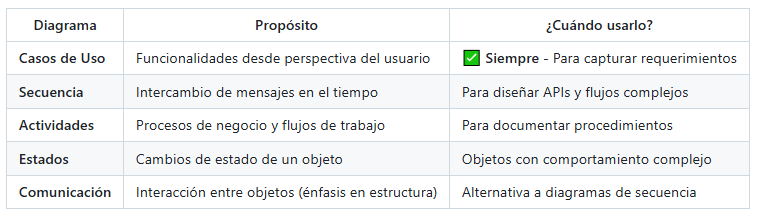 Diagrama Propósito ¿Cuándo usarlo?
Casos de Uso Funcionalidades desde perspectiva del usuario ✅ Siempre - Para capturar requerimientos
Secuencia Intercambio de mensajes en el tiempo Para diseñar APIs y flujos complejos
Actividades Procesos de negocio y flujos de trabajo Para documentar procedimientos
Estados Cambios de estado de un objeto Objetos con comportamiento complejo
Comunicación Interacción entre objetos (énfasis en estructura) Alternativa a diagramas de secuencia